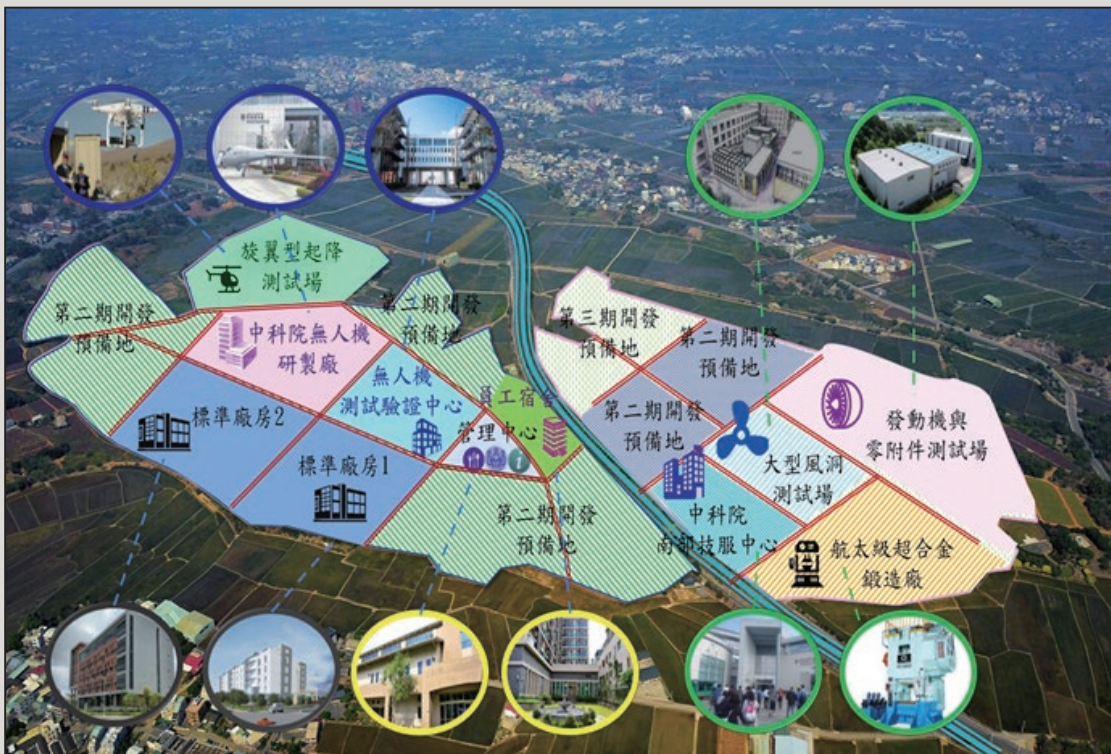 旋翼型起降
測試場
第二期開發
預備地
中科院無人機
研製廠
第二期開發
預備地
無人機
測試驗證中心
員工宿舍
管理中心
標準廠房2
標準廠房1
第二期開發
預備地
第三期開發
預備地
第二期開發
預備地
第二期開發
預備地
發動機與
零附件測試場
大型風洞
測試場
中科院
南部技服中心
航太級超合金
鍛造廠